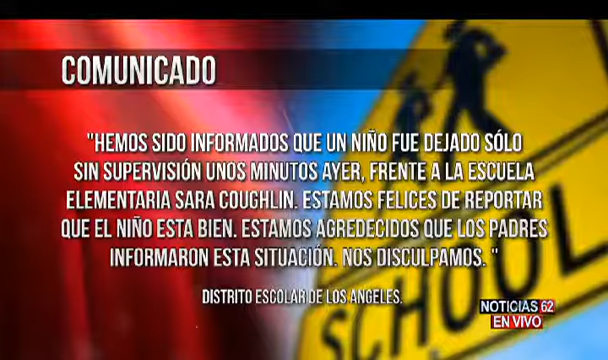 COMUNICADO
"HEMOS SIDO INFORMADOS QUE UN NIÑO FUE DEJADO SÓLO
SIN SUPERVISIÓN UNOS MINUTOS AYER, FRENTE A LA ESCUELA
ELEMENTARIA SARA COUGHLIN. ESTAMOS FELICES DE REPORTAR
QUE EL NIÑO ESTA BIEN. ESTAMOS AGREDECIDOS QUE LOS PADRES
INFORMARON ESTA SITUACIÓN. NOS DISCULPAMOS. "
DISTRITO ESCOLAR DE LOS ANGELES.
SCHOOL
NOTICIAS 62
EN VIVO